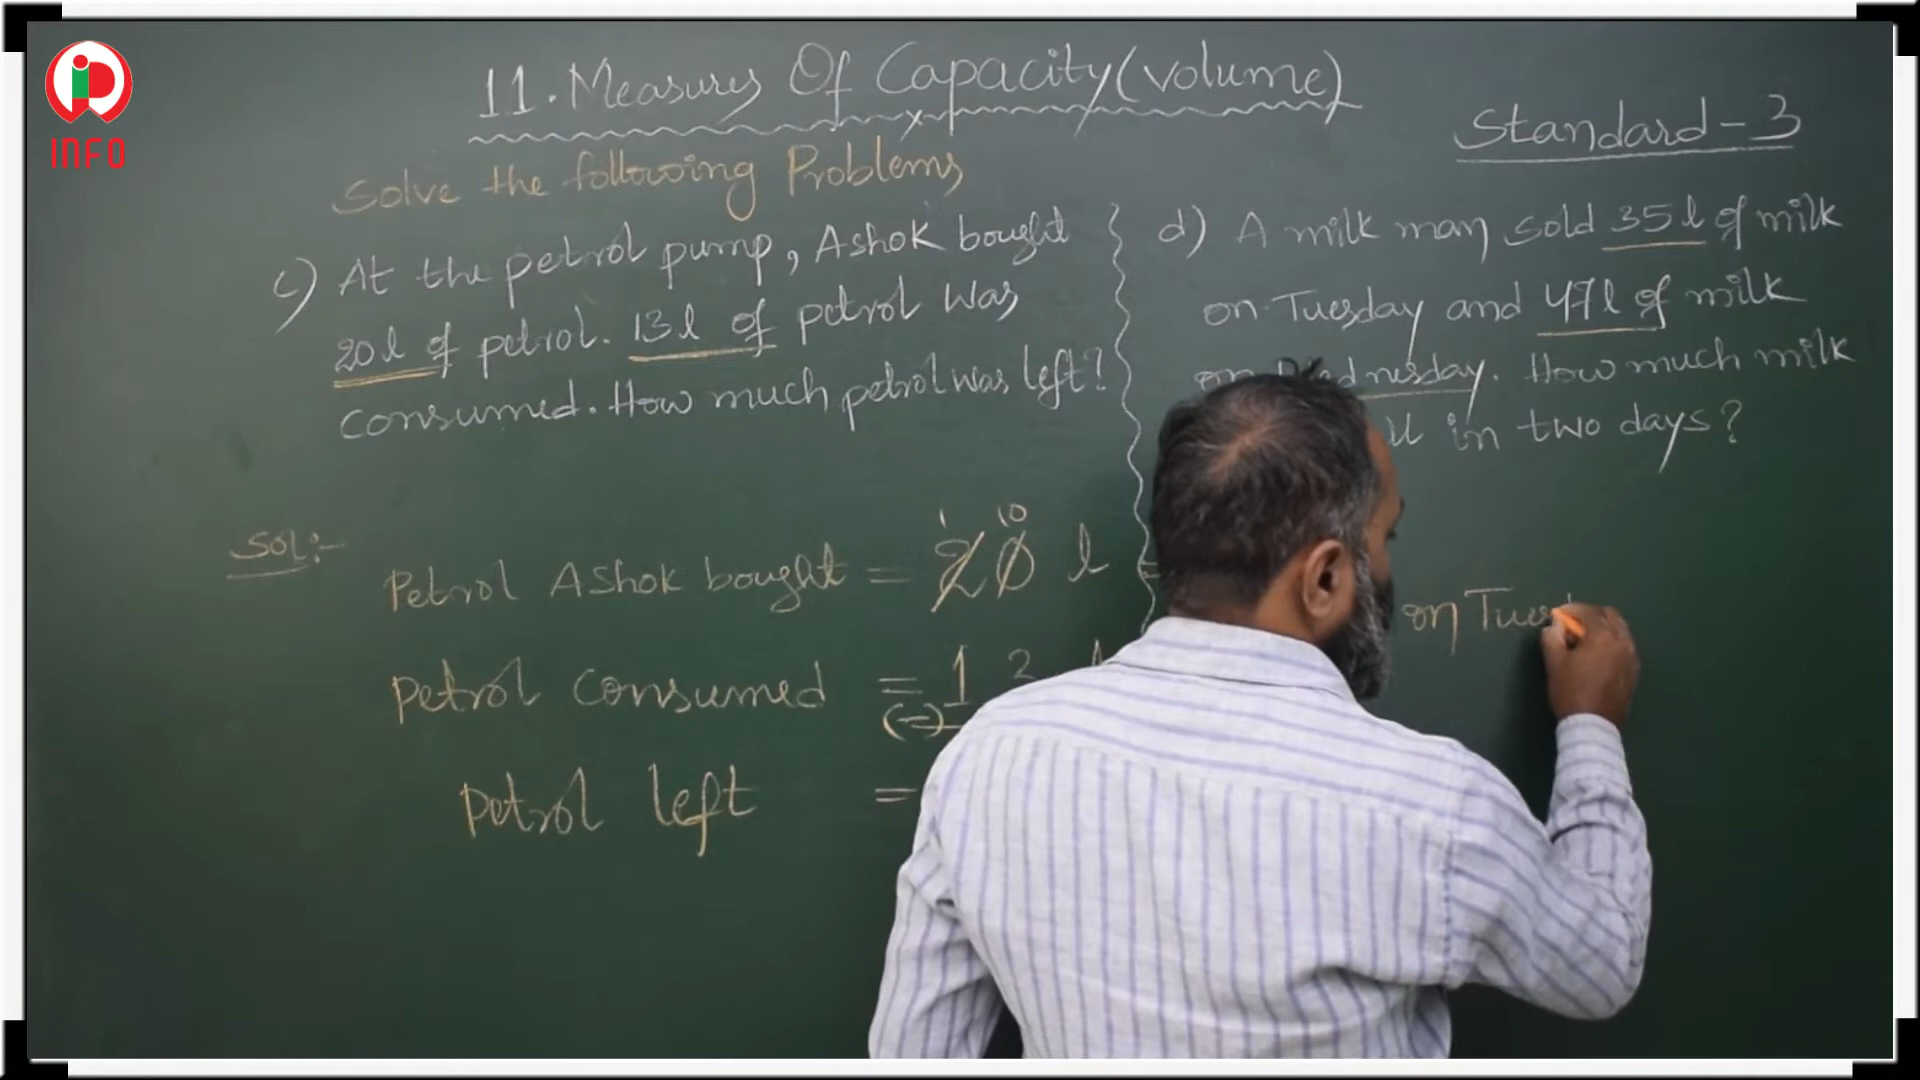 INFO
11. Measures Of Capacity (volume)
Standard - 3
Solve the following Problems
c) At the petrol pump, Ashok bought
20 l of petrol. 13 l of petrol was
consumed. How much petrol was left?
d) A milk man sold 35 l of milk
on Tuesday and 47 l of milk
on Wednesday. How much milk
in two days?
Sol:-
Petrol Ashok bought = 20 l
1 10
Petrol consumed = 1
(-)
Petrol left =
on Tues